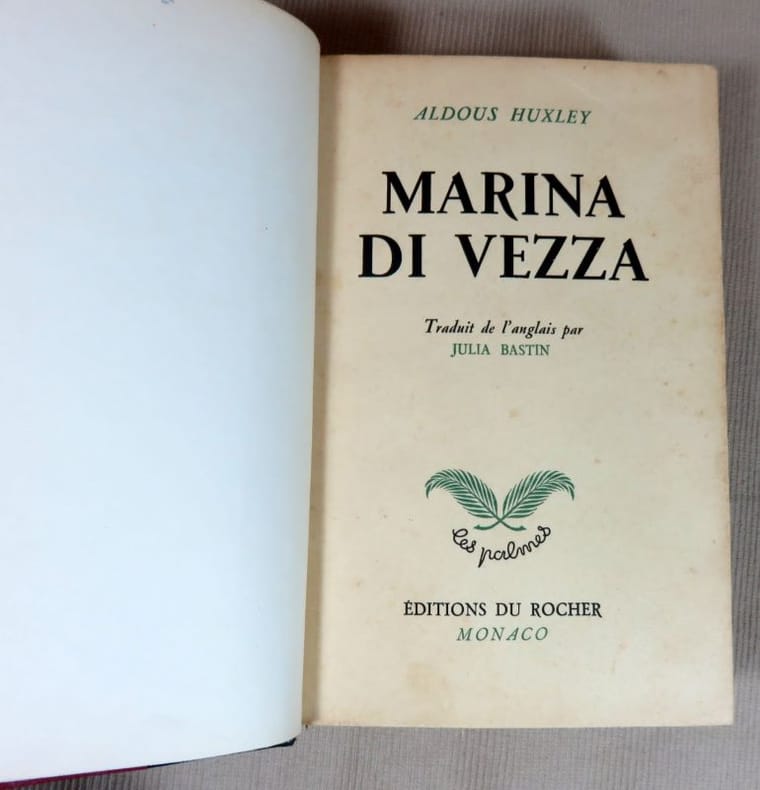 ALDOUS HUXLEY
MARINA
DI VEZZA
Traduit de l'anglais par
JULIA BASTIN
les palmes
ÉDITIONS DU ROCHER
MONACO